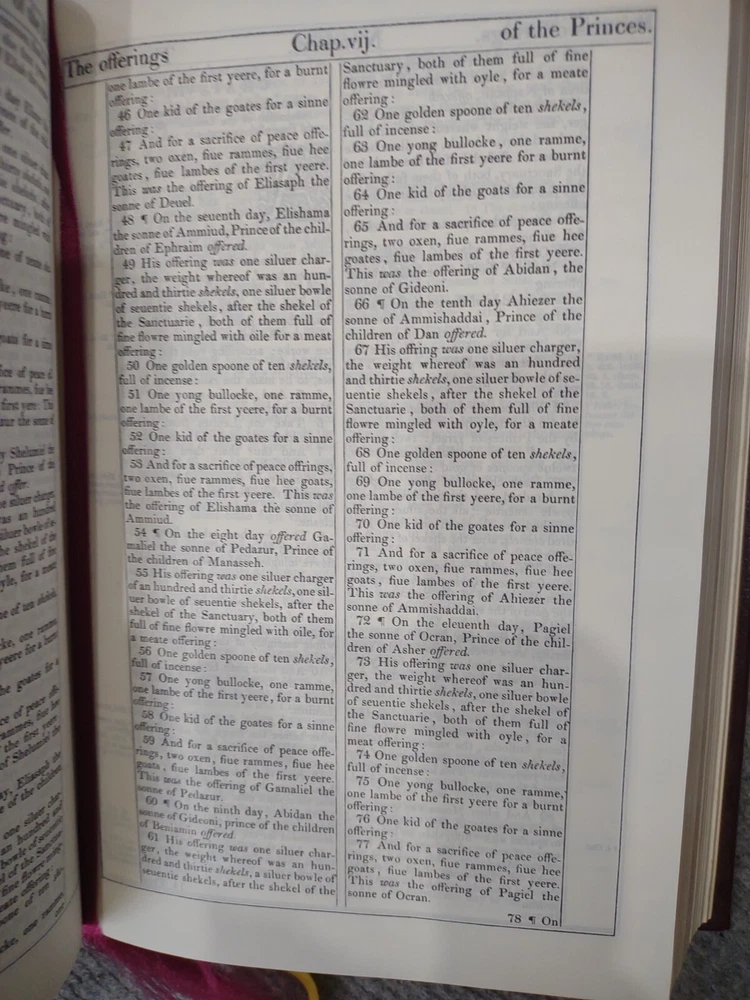 The offerings Chap.vij. of the Princes.
one lambe of the first yeere, for a burnt
offering:
46 One kid of the goates for a sinne
offering:
47 And for a sacrifice of peace offe-
rings, two oxen, fiue rammes, fiue hee
goates, fiue lambes of the first yeere.
This was the offering of Eliasaph the
sonne of Deuel.
48 ¶ On the seuenth day, Elishama
the sonne of Ammiud, Prince of the chil-
dren of Ephraim offered.
49 His offering was one siluer char-
ger, the weight whereof was an hun-
dred and thirtie shekels, one siluer bowle
of seuentie shekels, after the shekel of
the Sanctuarie, both of them full of
fine flowre mingled with oile for a meat
offering:
50 One golden spoone of ten shekels,
full of incense:
51 One yong bullocke, one ramme,
one lambe of the first yeere, for a burnt
offering:
52 One kid of the goates for a sinne
offering:
53 And for a sacrifice of peace offrings,
two oxen, fiue rammes, fiue hee goats,
fiue lambes of the first yeere. This was
the offering of Elishama the sonne of
Ammiud.
54 ¶ On the eight day offered Ga-
maliel the sonne of Pedazur, Prince of
the children of Manasseh.
55 His offering was one siluer charger
of an hundred and thirtie shekels, one sil-
uer bowle of seuentie shekels, after the
shekel of the Sanctuary, both of them
full of fine flowre mingled with oile, for
a meate offering:
56 One golden spoone of ten shekels,
full of incense:
57 One yong bullocke, one ramme,
one lambe of the first yeere, for a burnt
offering:
58 One kid of the goates for a sinne
offering:
59 And for a sacrifice of peace offe-
rings, two oxen, fiue rammes, fiue hee
goats, fiue lambes of the first yeere.
This was the offering of Gamaliel the
sonne of Pedazur.
60 ¶ On the ninth day, Abidan the
sonne of Gideoni, prince of the children
of Beniamin offered.
61 His offering was one siluer char-
ger, the weight whereof was an hun-
dred and thirtie shekels, a siluer bowle of
seuentie shekels, after the shekel of the
Sanctuary, both of them full of fine
flowre mingled with oyle, for a meate
offering:
62 One golden spoone of ten shekels,
full of incense:
63 One yong bullocke, one ramme,
one lambe of the first yeere for a burnt
offering:
64 One kid of the goats for a sinne
offering:
65 And for a sacrifice of peace offe-
rings, two oxen, fiue rammes, fiue hee
goates, fiue lambes of the first yeere.
This was the offering of Abidan, the
sonne of Gideoni.
66 ¶ On the tenth day Ahiezer the
sonne of Ammishaddai, Prince of the
children of Dan offered.
67 His offring was one siluer charger,
the weight whereof was an hundred
and thirtie shekels, one siluer bowle of se-
uentie shekels, after the shekel of the
Sanctuarie, both of them full of fine
flowre mingled with oyle, for a meate
offering:
68 One golden spoone of ten shekels,
full of incense:
69 One yong bullocke, one ramme,
one lambe of the first yeere, for a burnt
offering:
70 One kid of the goats for a sinne
offering:
71 And for a sacrifice of peace offe-
rings, two oxen, fiue rammes, fiue hee
goats, fiue lambes of the first yeere.
This was the offering of Ahiezer the
sonne of Ammishaddai.
72 ¶ On the eleuenth day, Pagiel
the sonne of Ocran, Prince of the chil-
dren of Asher offered.
73 His offering was one siluer char-
ger, the weight whereof was an hun-
dred and thirtie shekels, one siluer bowle
of seuentie shekels, after the shekel of
the Sanctuarie, both of them full of
fine flowre mingled with oyle, for a
meat offering:
74 One golden spoone of ten shekels,
full of incense:
75 One yong bullocke, one ramme,
one lambe of the first yeere for a burnt
offering:
76 One kid of the goats for a sinne
offering:
77 And for a sacrifice of peace offe-
rings, two oxen, fiue rammes, fiue hee
goats, fiue lambes of the first yeere.
This was the offering of Pagiel the
sonne of Ocran.
78 ¶ On